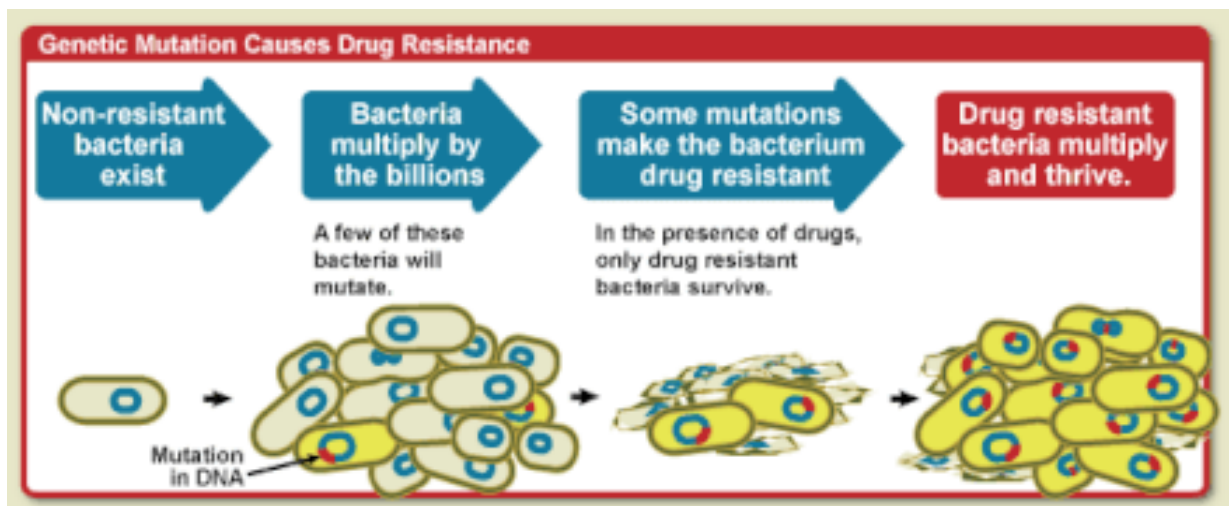 Genetic Mutation Causes Drug Resistance
Non-resistant
bacteria
exist
Bacteria
multiply by
the billions
Some mutations
make the bacterium
drug resistant
Drug resistant
bacteria multiply
and thrive.
A few of these
bacteria will
mutate.
In the presence of drugs,
only drug resistant
bacteria survive.
Mutation
in DNA